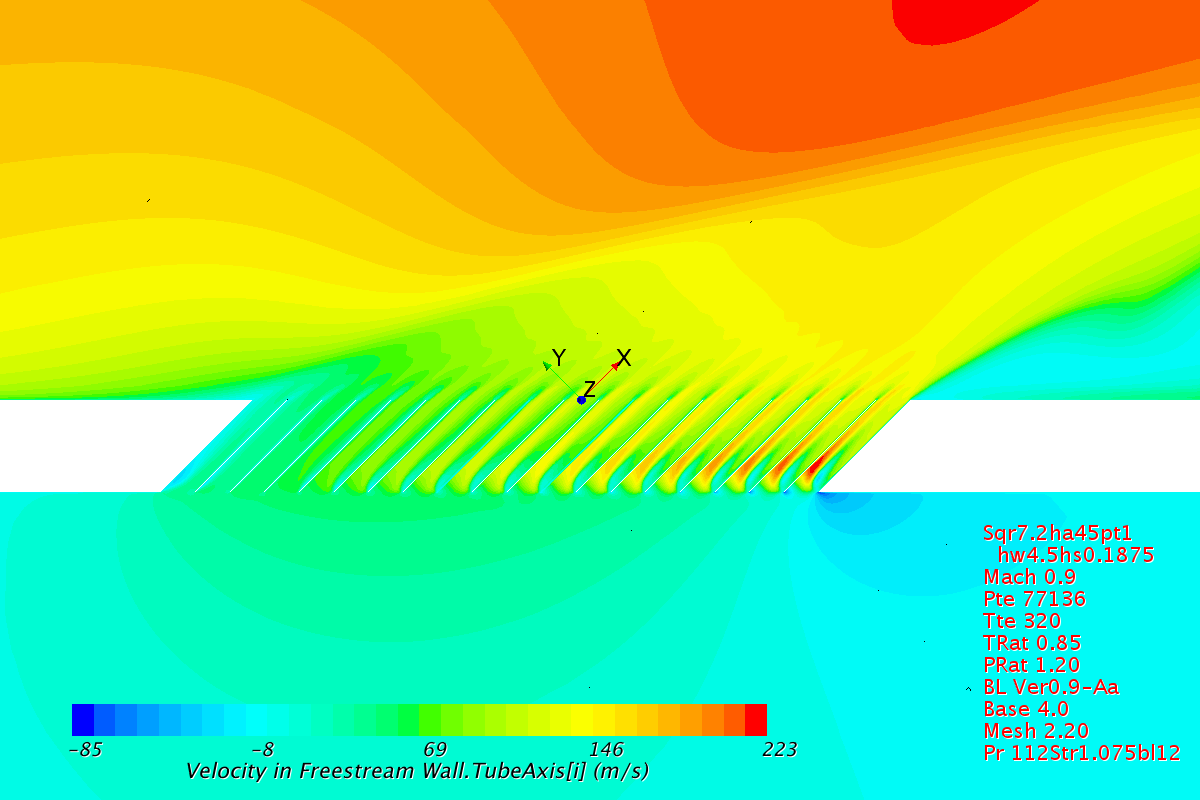 Y X
Z
Sqr7.2ha45pt1
hw4.5hs0.1875
Mach 0.9
Pte 77136
Tte 320
TRat 0.85
PRat 1.20
BL Ver0.9-Aa
Base 4.0
Mesh 2.20
Pr 112Str1.075bl12
-85 -8 69 146 223
Velocity in Freestream Wall.TubeAxis[i] (m/s)